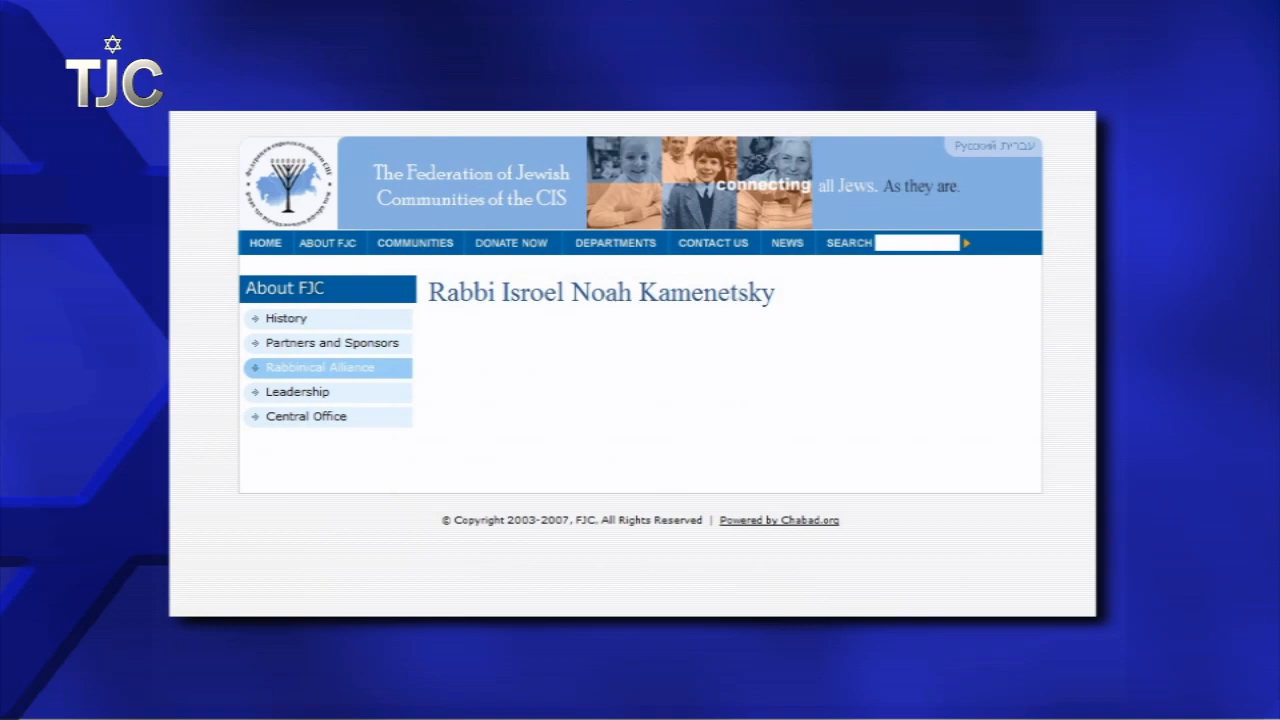 TJC
The Federation of Jewish
Communities of the CIS
connecting all Jews. As they are.
Русский עברית
HOME ABOUT FJC COMMUNITIES DONATE NOW DEPARTMENTS CONTACT US NEWS SEARCH
About FJC
Rabbi Isroel Noah Kamenetsky
History
Partners and Sponsors
Rabbinical Alliance
Leadership
Central Office
© Copyright 2003-2007, FJC, All Rights Reserved | Powered by Chabad.org